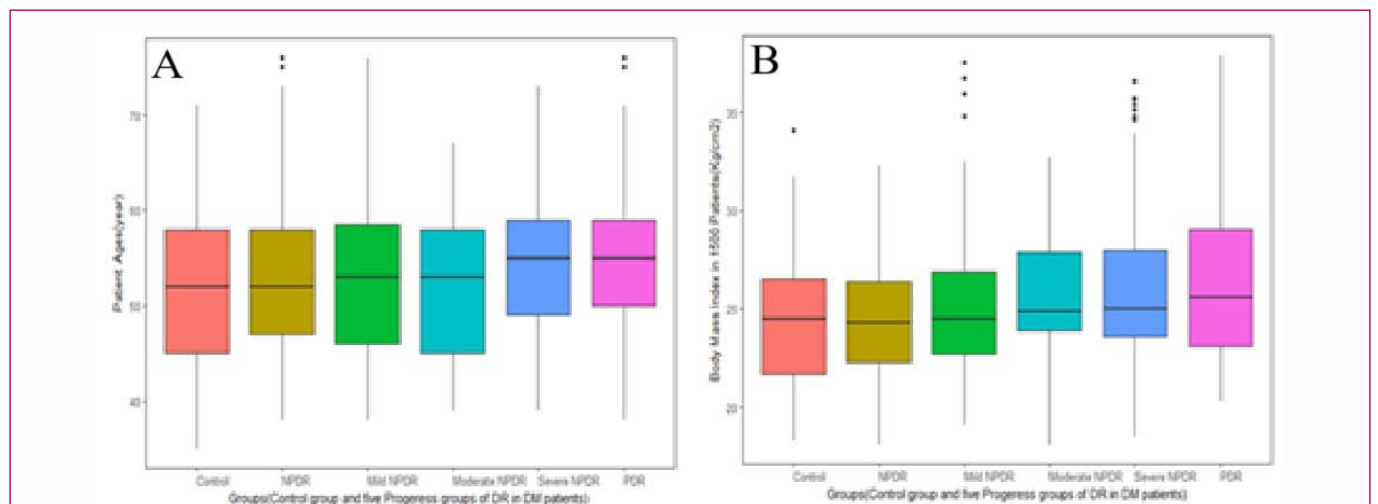 A
70
60
50
40
Patient Ages(year)
Control NPDR Mild NPDR Moderate NPDR Severe NPDR PDR
Groups(Control group and five Progeress groups of DR in DM patients)
B
35
30
25
20
Body Mass Index in 1500 Patients(Kg/cm2)
Control NPDR Mild NPDR Moderate NPDR Severe NPDR PDR
Groups(Control group and five Progeress groups of DR in DM patients)